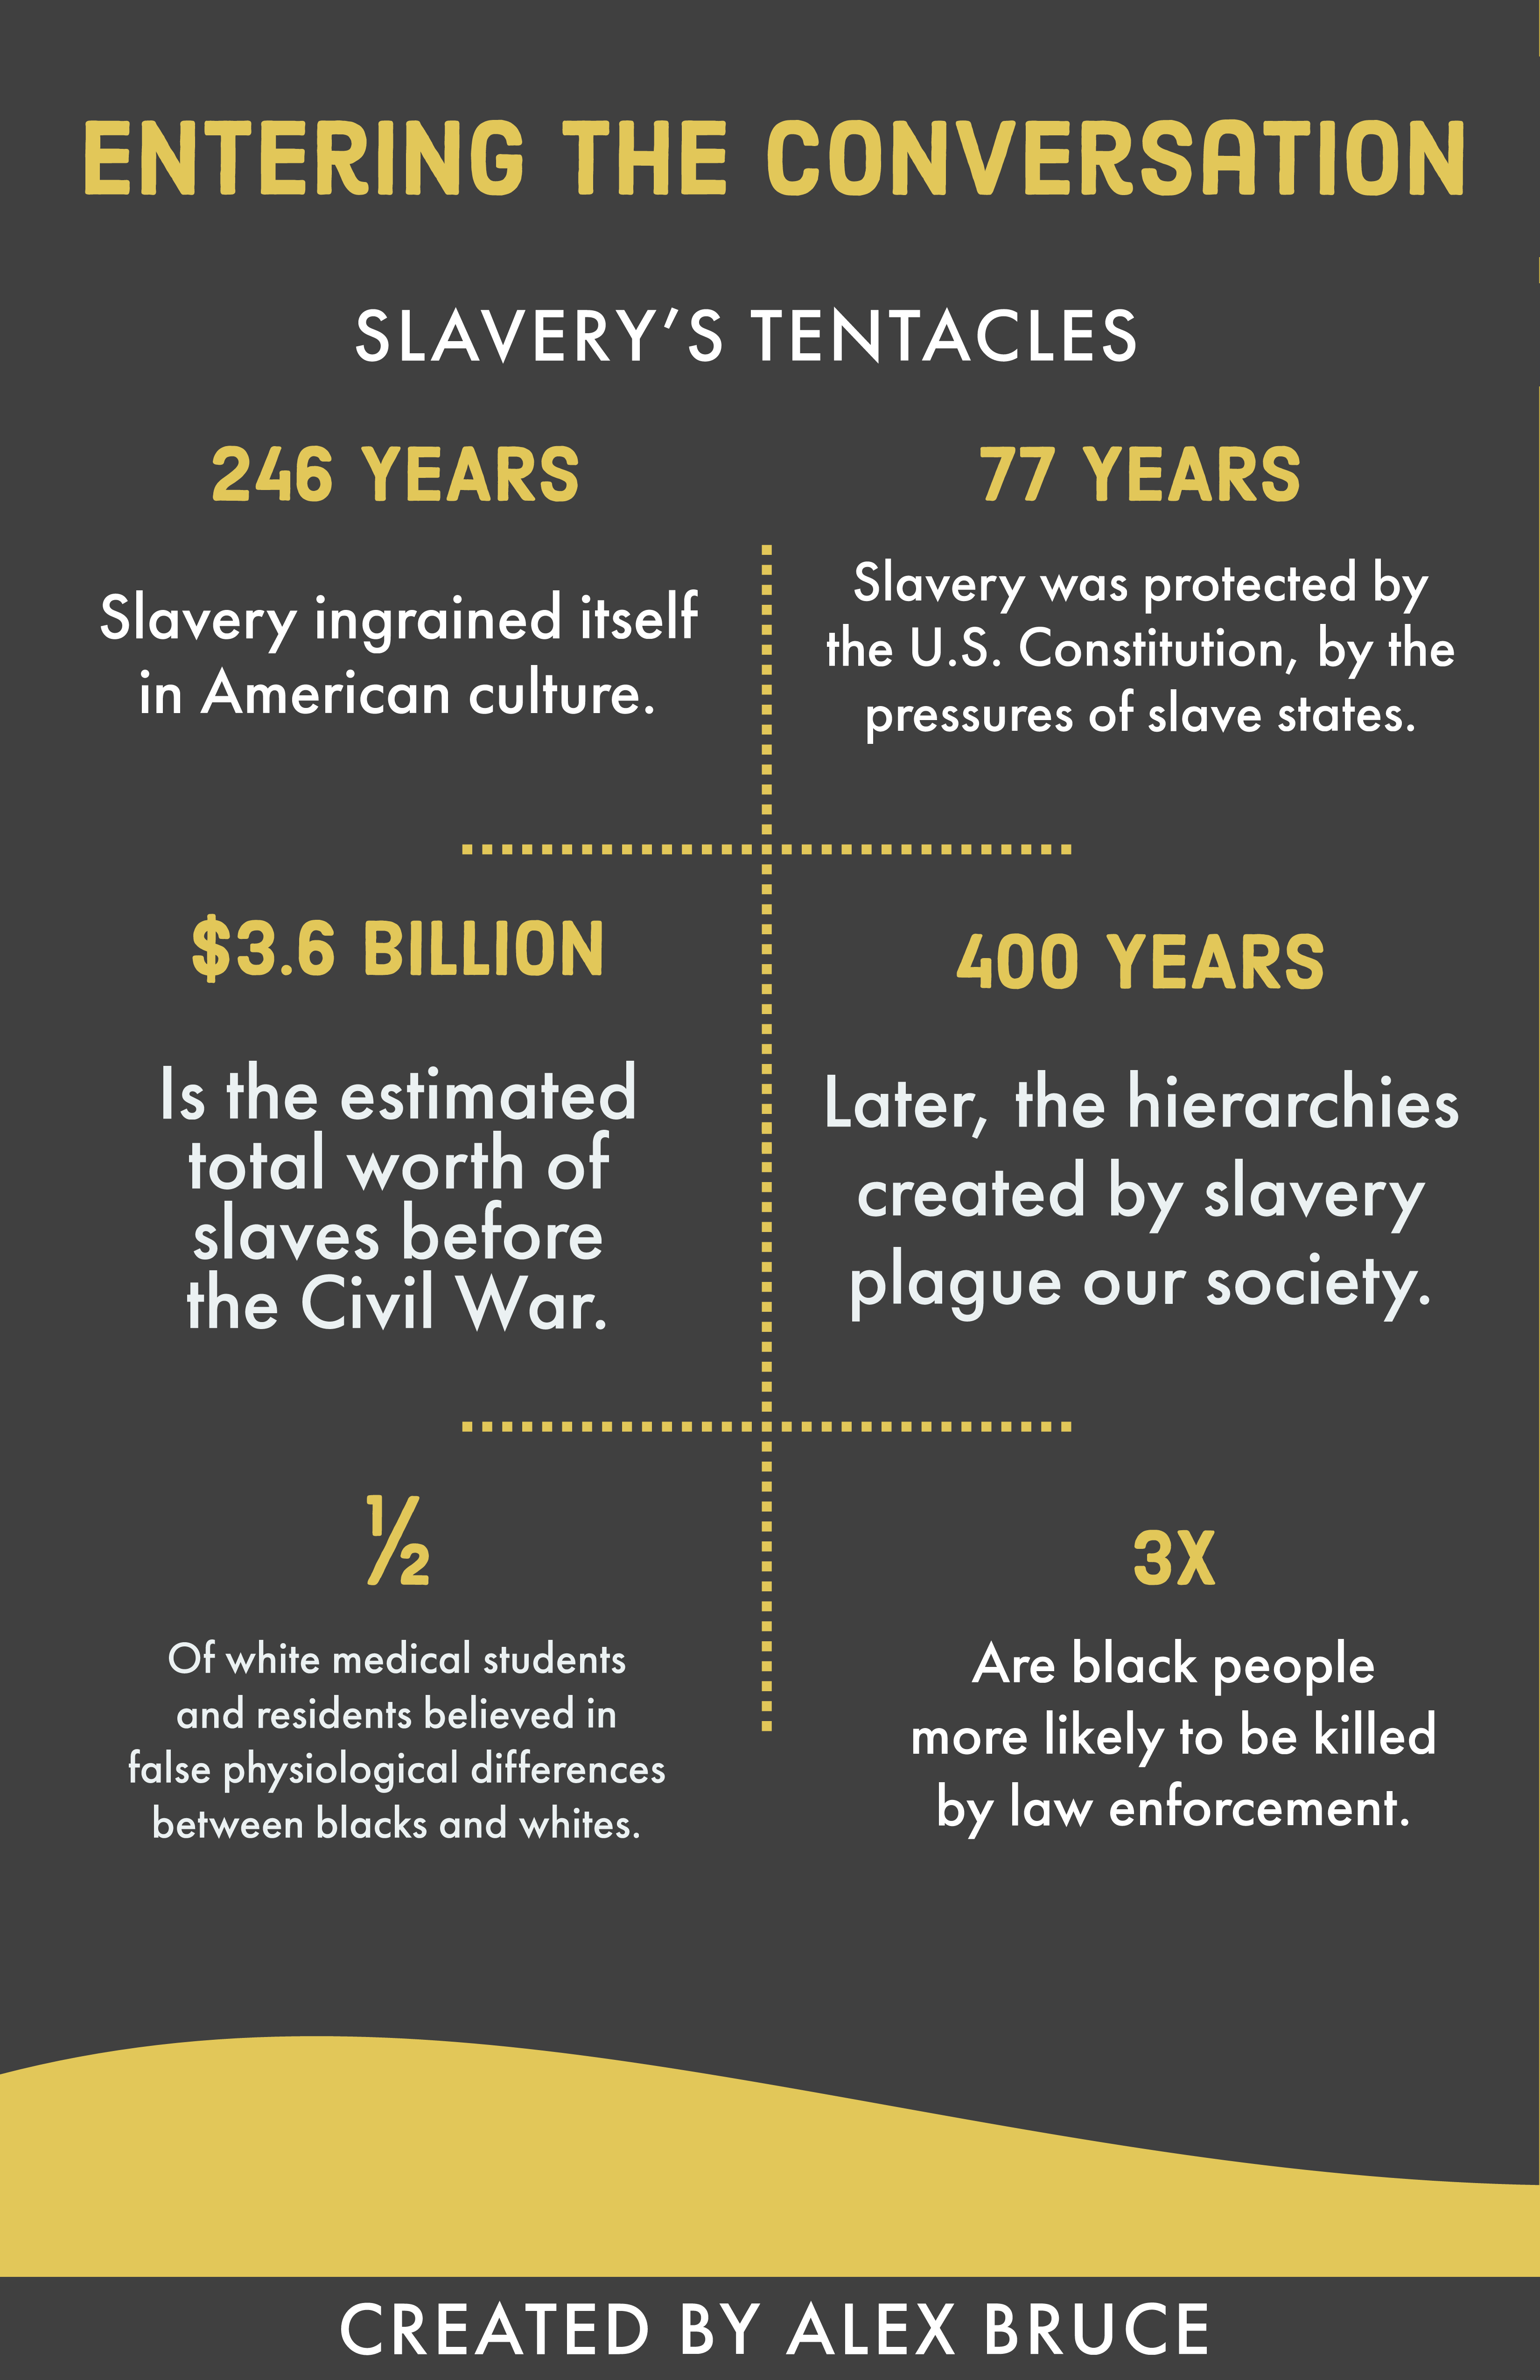 ENTERING THE CONVERSATION
SLAVERY'S TENTACLES
246 YEARS
Slavery ingrained itself
in American culture.
77 YEARS
Slavery was protected by
the U.S. Constitution, by the
pressures of slave states.
$3.6 BILLION
Is the estimated
total worth of
slaves before
the Civil War.
400 YEARS
Later, the hierarchies
created by slavery
plague our society.
½
Of white medical students
and residents believed in
false physiological differences
between blacks and whites.
3X
Are black people
more likely to be killed
by law enforcement.
CREATED BY ALEX BRUCE